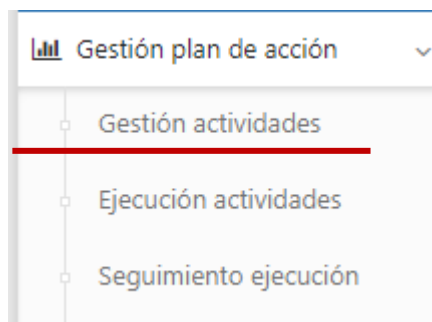 Gestión plan de acción
Gestión actividades
Ejecución actividades
Seguimiento ejecución